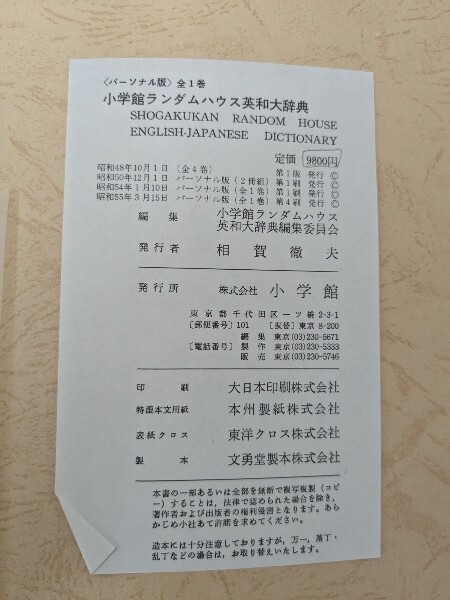 〈パーソナル版〉全1巻
小学館ランダムハウス英和大辞典
SHOGAKUKAN RANDOM HOUSE
ENGLISH-JAPANESE DICTIONARY
定価 9800円
昭和48年10月1日 (全4巻) 第1版 発行 ©
昭和50年12月1日 パーソナル版(2冊組) 第1刷 発行 ©
昭和54年1月10日 パーソナル版(全1巻) 第1刷 発行 ©
昭和55年3月15日 パーソナル版(全1巻) 第4刷 発行 ©
編集 小学館ランダムハウス
英和大辞典編集委員会
発行者 相賀徹夫
発行所 株式会社 小学館
東京都千代田区一ツ橋2-3-1
〔郵便番号〕101 〔振替〕東京8-200
編集 東京(03)230-5671
〔電話番号〕製作 東京(03)230-5333
販売 東京(03)230-5746
印刷 大日本印刷株式会社
特漉本文用紙 本州製紙株式会社
表紙クロス 東洋クロス株式会社
製本 文勇堂製本株式会社
本書の一部あるいは全部を無断で複写複製(コピ
ー)することは,法律で認められた場合を除き,
著作者および出版者の権利侵害となります。あら
かじめ小社あて許諾を求めてください。
造本には十分注意しておりますが,万一,落丁・
乱丁などの場合は,お取り替えいたします。